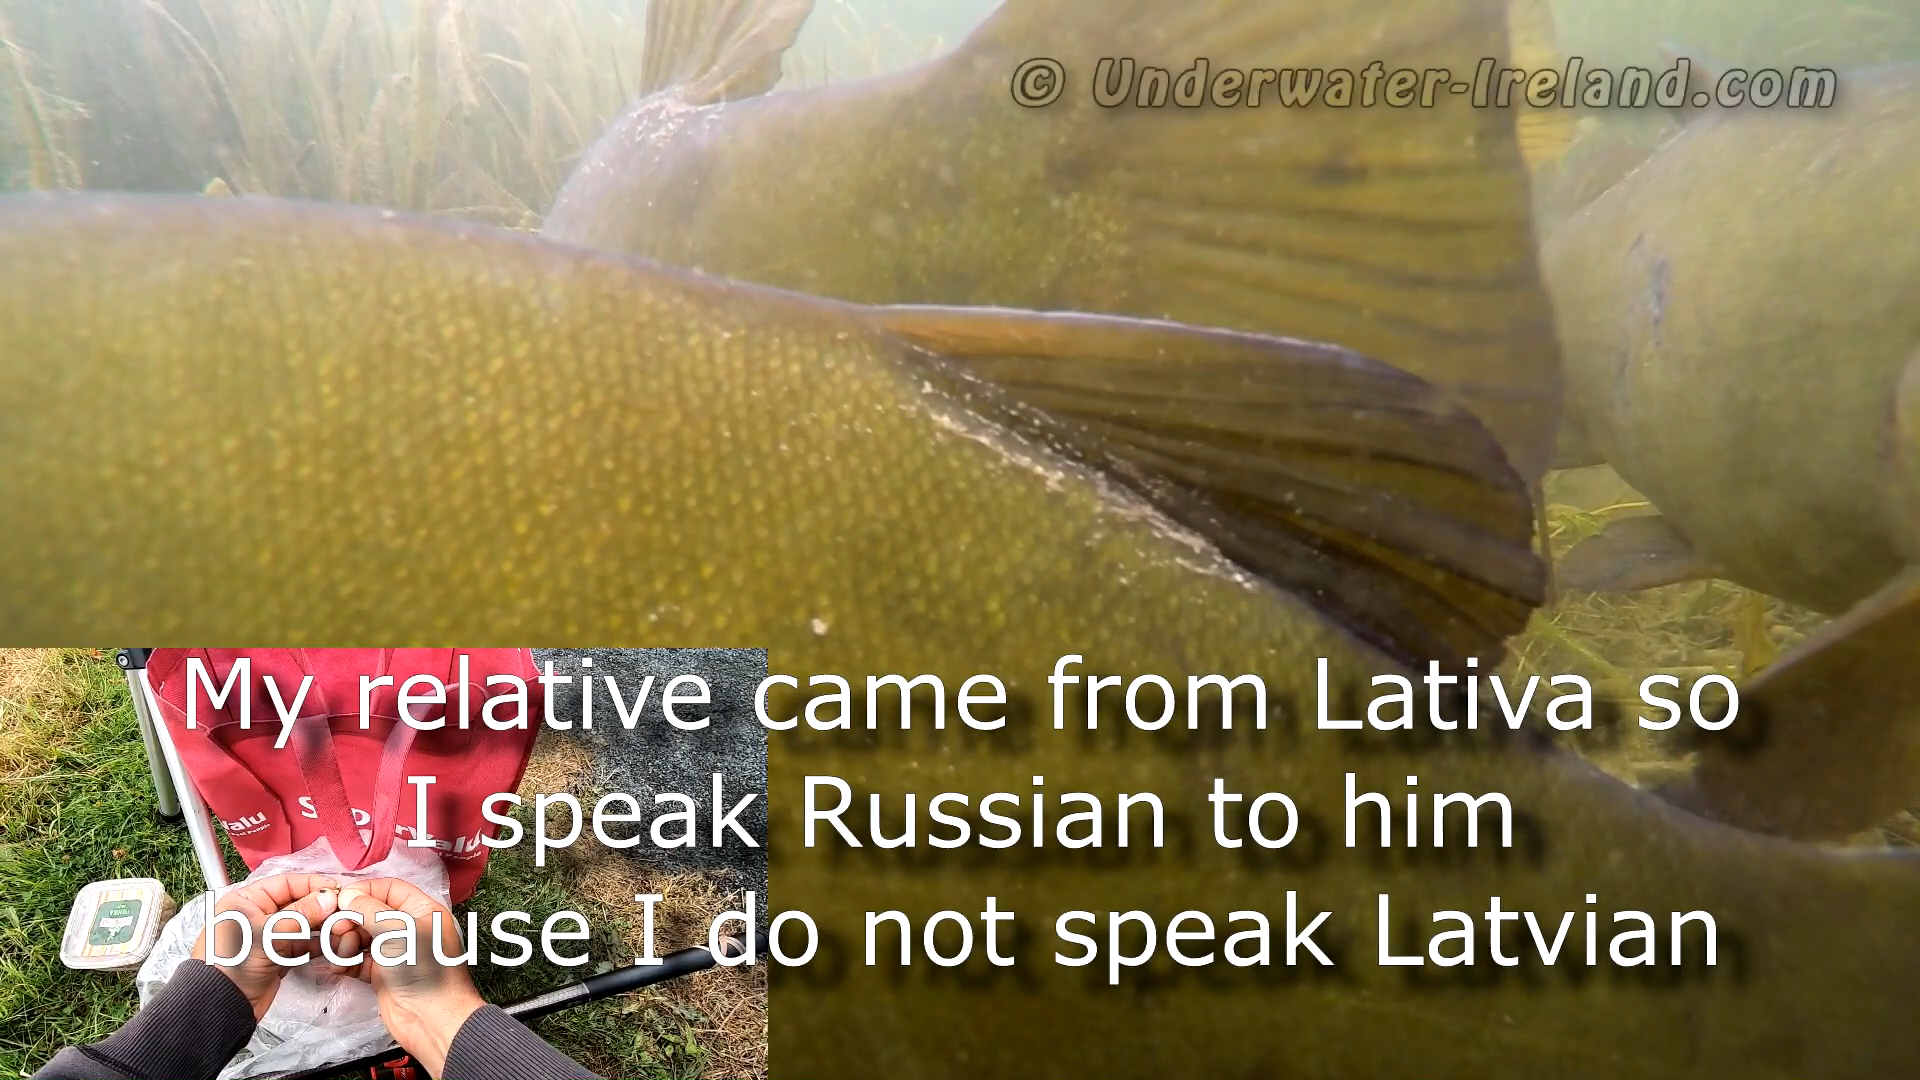 © Underwater-Ireland.com
My relative came from Lativa so
I speak Russian to him
because I do not speak Latvian